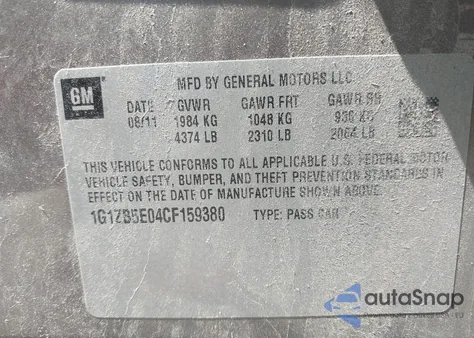 GM
MFD BY GENERAL MOTORS LLC
DATE GVWR GAWR FRT GAWR RR
08/11 1984 KG 1048 KG 936 KG
4374 LB 2310 LB 2064 LB
THIS VEHICLE CONFORMS TO ALL APPLICABLE U.S. FEDERAL MOTOR
VEHICLE SAFETY, BUMPER, AND THEFT PREVENTION STANDARDS IN
EFFECT ON THE DATE OF MANUFACTURE SHOWN ABOVE.
1G1ZB5E04CF159380 TYPE: PASS CAR
autoSnap